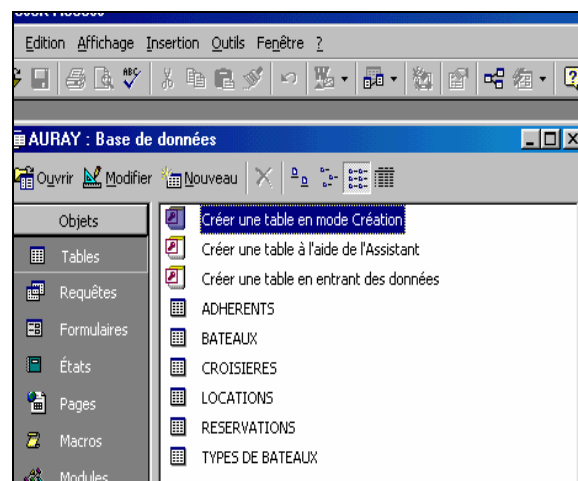 Edition Affichage Insertion Outils Fenêtre ?
AURAY : Base de données
Ouvrir Modifier Nouveau
Objets
Tables
Requêtes
Formulaires
États
Pages
Macros
Modules
Créer une table en mode Création
Créer une table à l'aide de l'Assistant
Créer une table en entrant des données
ADHERENTS
BATEAUX
CROISIERES
LOCATIONS
RESERVATIONS
TYPES DE BATEAUX